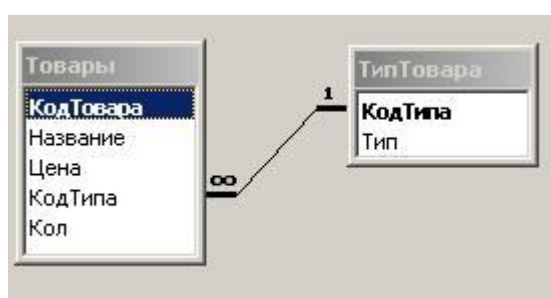 Товары
КодТовара
Название
Цена
КодТипа
Кол
∞
1
ТипТовара
КодТипа
Тип